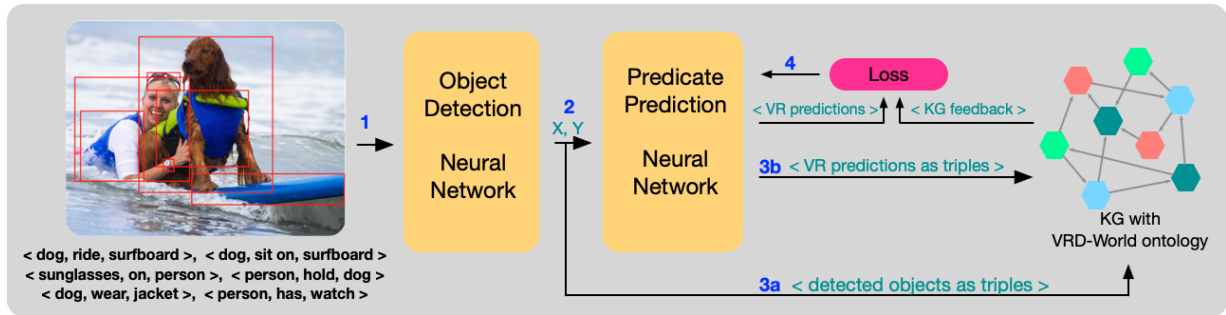 < dog, ride, surfboard >, < dog, sit on, surfboard >
< sunglasses, on, person >, < person, hold, dog >
< dog, wear, jacket >, < person, has, watch >
1
Object
Detection
Neural
Network
2
X, Y
Predicate
Prediction
Neural
Network
4
Loss
< VR predictions >
< KG feedback >
3b < VR predictions as triples >
KG with
VRD-World ontology
3a < detected objects as triples >